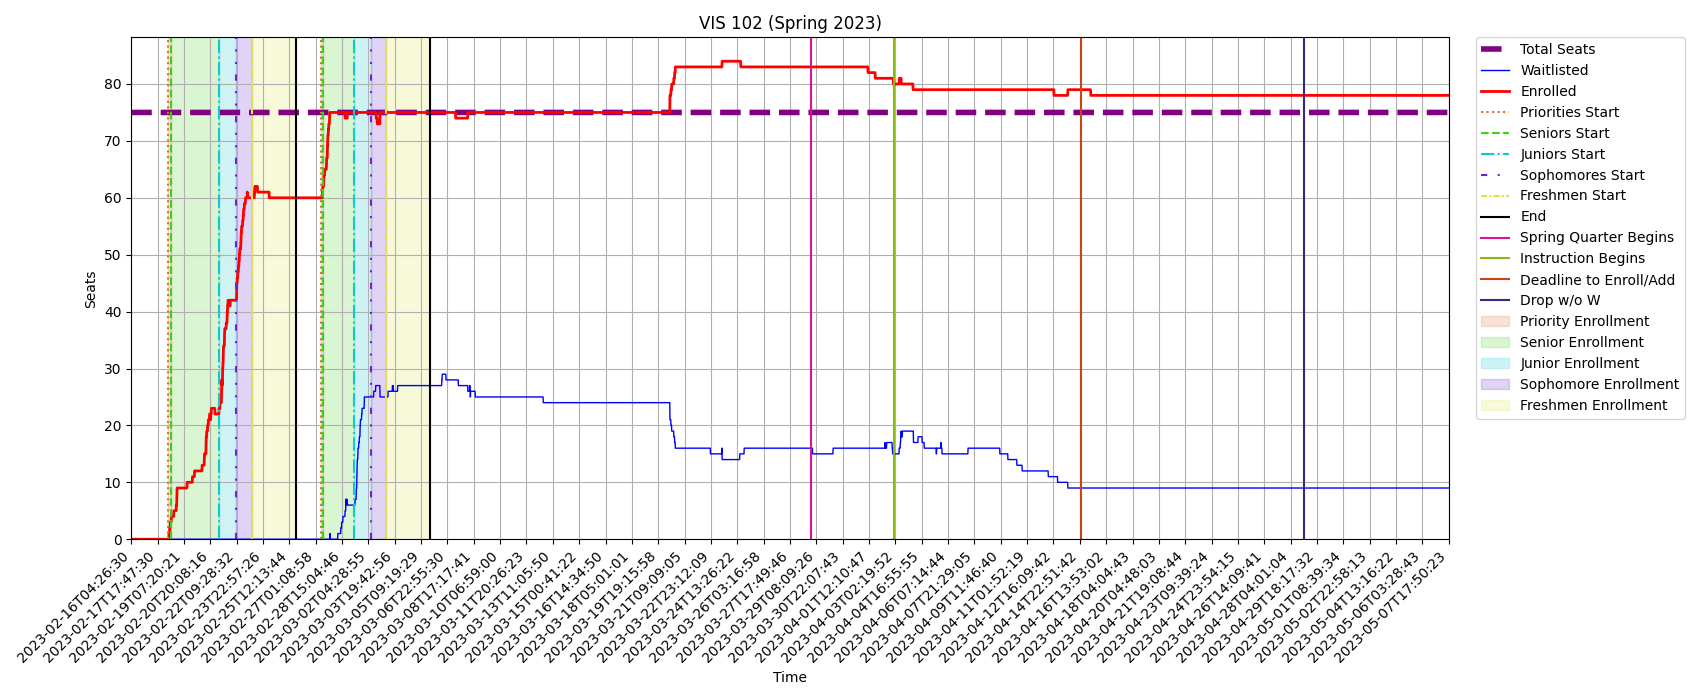 VIS 102 (Spring 2023)
Total Seats
Waitlisted
Enrolled
Priorities Start
Seniors Start
Juniors Start
Sophomores Start
Freshmen Start
End
Spring Quarter Begins
Instruction Begins
Deadline to Enroll/Add
Drop w/o W
Priority Enrollment
Senior Enrollment
Junior Enrollment
Sophomore Enrollment
Freshmen Enrollment
Seats
80
70
60
50
40
30
20
10
0
2023-02-16T04:26:30
2023-02-17T17:47:30
2023-02-19T07:20:21
2023-02-20T20:08:16
2023-02-22T09:28:32
2023-02-23T22:57:26
2023-02-25T12:13:44
2023-02-27T01:08:58
2023-02-28T15:04:46
2023-03-02T04:28:55
2023-03-03T19:42:56
2023-03-05T09:19:29
2023-03-06T22:55:30
2023-03-08T17:17:41
2023-03-10T06:59:00
2023-03-11T20:26:23
2023-03-13T11:05:50
2023-03-15T00:41:22
2023-03-16T14:34:50
2023-03-18T05:01:01
2023-03-19T19:15:58
2023-03-21T09:09:05
2023-03-22T23:12:09
2023-03-24T13:26:22
2023-03-26T03:16:58
2023-03-27T17:49:46
2023-03-29T08:09:26
2023-03-30T22:07:43
2023-04-01T12:10:47
2023-04-03T02:19:52
2023-04-04T16:55:55
2023-04-06T07:14:44
2023-04-07T21:29:05
2023-04-09T11:46:40
2023-04-11T01:52:19
2023-04-12T16:09:42
2023-04-14T22:51:42
2023-04-16T13:53:02
2023-04-18T04:04:43
2023-04-20T04:48:03
2023-04-21T19:08:44
2023-04-23T09:39:24
2023-04-24T23:54:15
2023-04-26T14:09:41
2023-04-28T04:01:04
2023-04-29T18:17:32
2023-05-01T08:39:34
2023-05-02T22:58:13
2023-05-04T13:16:22
2023-05-06T03:28:43
2023-05-07T17:50:23
Time